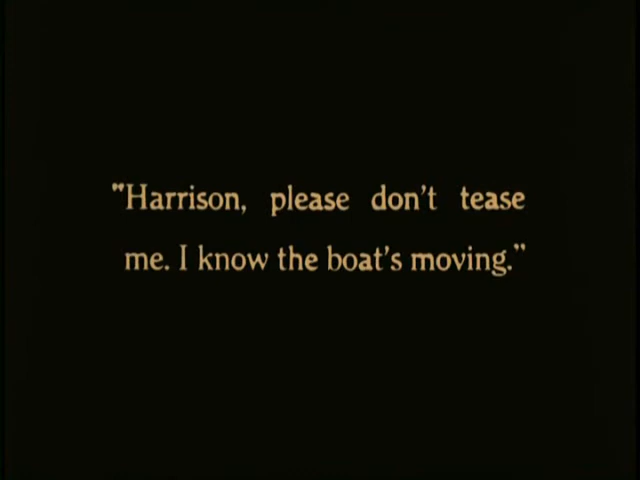 "Harrison, please don't tease
me. I know the boat's moving."